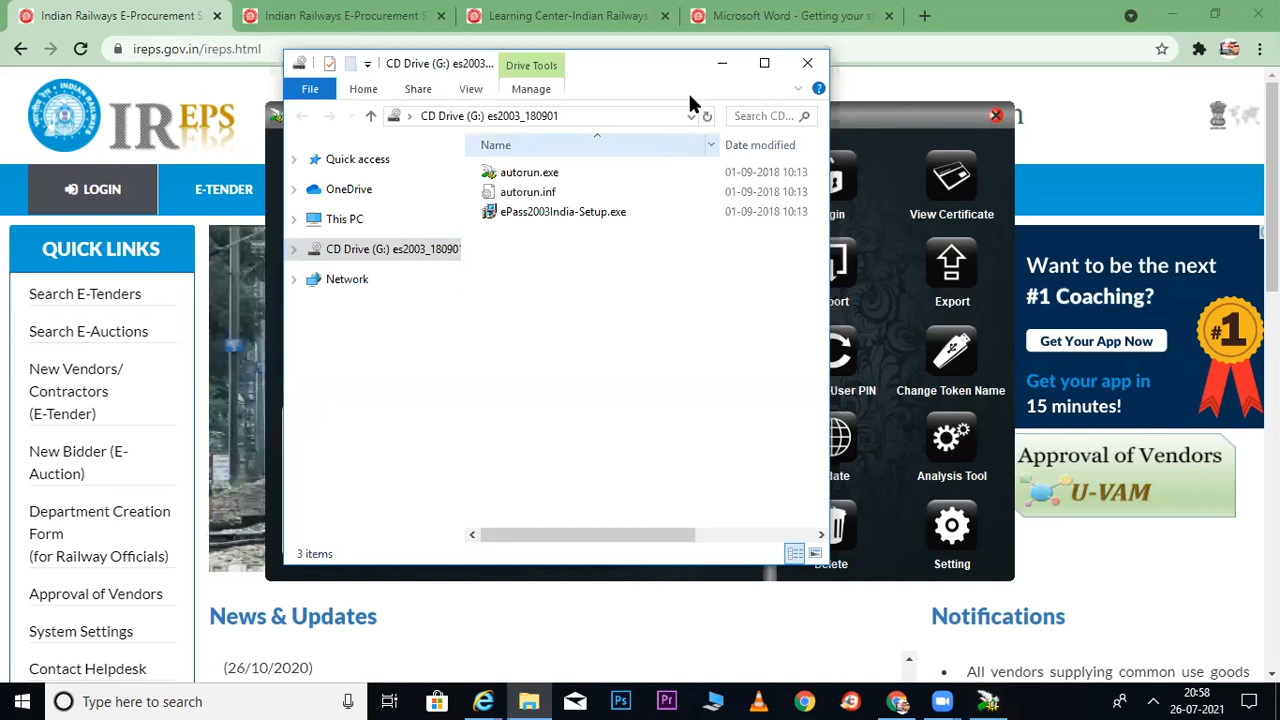 Indian Railways E-Procurement S
Indian Railways E-Procurement S
Learning Center-Indian Railways
Microsoft Word - Getting your sy
ireps.gov.in/ireps.html
IREPS
LOGIN
E-TENDER
QUICK LINKS
Search E-Tenders
Search E-Auctions
New Vendors/
Contractors
(E-Tender)
New Bidder (E-
Auction)
Department Creation
Form
(for Railway Officials)
Approval of Vendors
System Settings
Contact Helpdesk
CD Drive (G:) es2003...
Drive Tools
File
Home
Share
View
Manage
CD Drive (G:) es2003_180901
Search CD...
Quick access
OneDrive
This PC
CD Drive (G:) es2003_180901
Network
Name
Date modified
autorun.exe
01-09-2018 10:13
autorun.inf
01-09-2018 10:13
ePass2003India-Setup.exe
01-09-2018 10:13
3 items
gin
View Certificate
port
Export
User PIN
Change Token Name
date
Analysis Tool
Delete
Setting
n
Want to be the next
#1 Coaching?
Get Your App Now
Get your app in
15 minutes!
#1
Approval of Vendors
U-VAM
News & Updates
(26/10/2020)
Notifications
All vendors supplying common use goods
Type here to search
Ps
Pr
20:58
26-07-2021